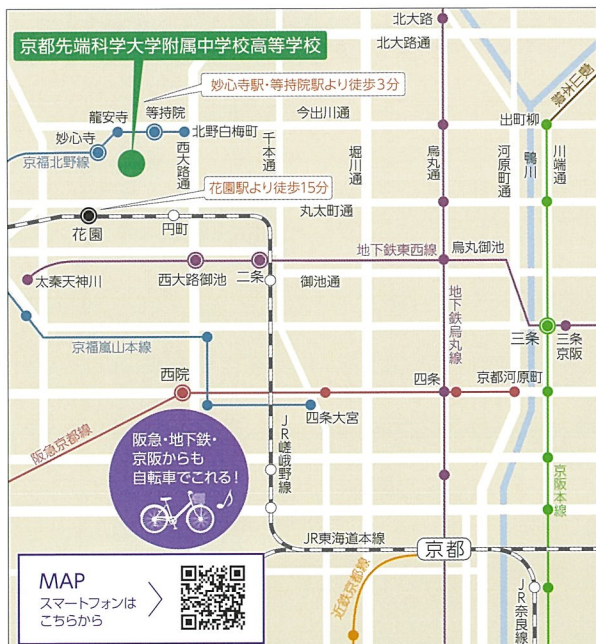 北大路
北大路通
京都先端科学大学附属中学校高等学校
叡山本線
妙心寺駅・等持院駅より徒歩3分
出町柳
龍安寺
等持院
今出川通
妙心寺
北野白梅町
京福北野線
西大路通
千本通
堀川通
烏丸通
河原町通
鴨川
川端通
花園駅より徒歩15分
丸太町通
花園
円町
地下鉄東西線
烏丸御池
太秦天神川
西大路御池
二条
御池通
地下鉄烏丸線
三条
三条京阪
京福嵐山本線
西院
四条
京都河原町
四条大宮
阪急京都線
阪急・地下鉄・
京阪からも
自転車でこれる!
JR嵯峨野線
京阪本線
JR東海道本線
京都
近鉄京都線
JR奈良線
MAP
スマートフォンは
こちらから